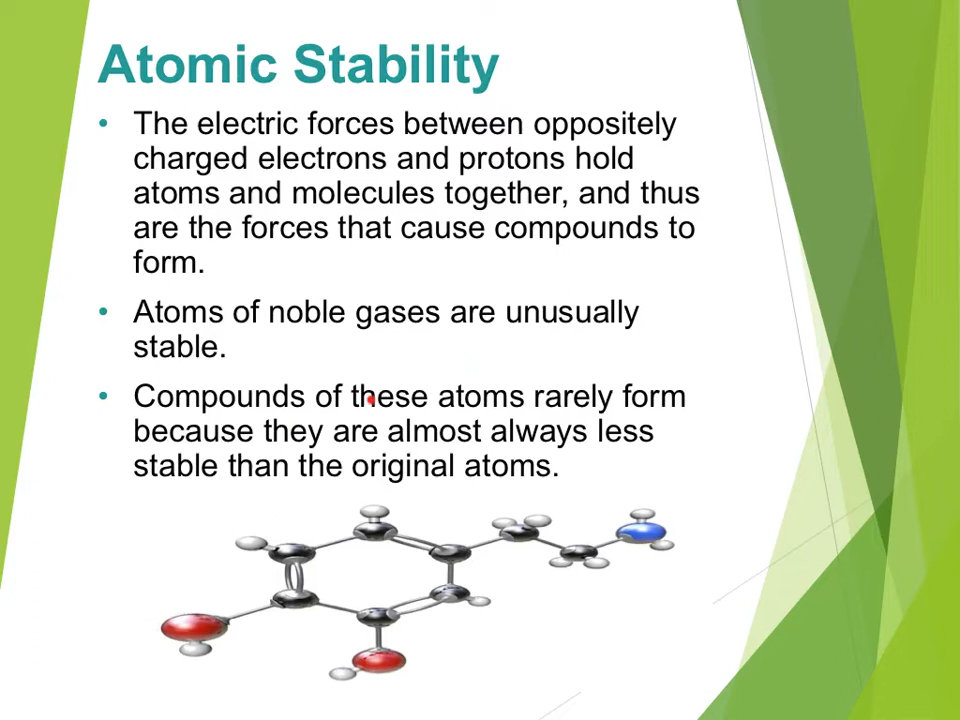 Atomic Stability
• The electric forces between oppositely
charged electrons and protons hold
atoms and molecules together, and thus
are the forces that cause compounds to
form.
• Atoms of noble gases are unusually
stable.
• Compounds of these atoms rarely form
because they are almost always less
stable than the original atoms.